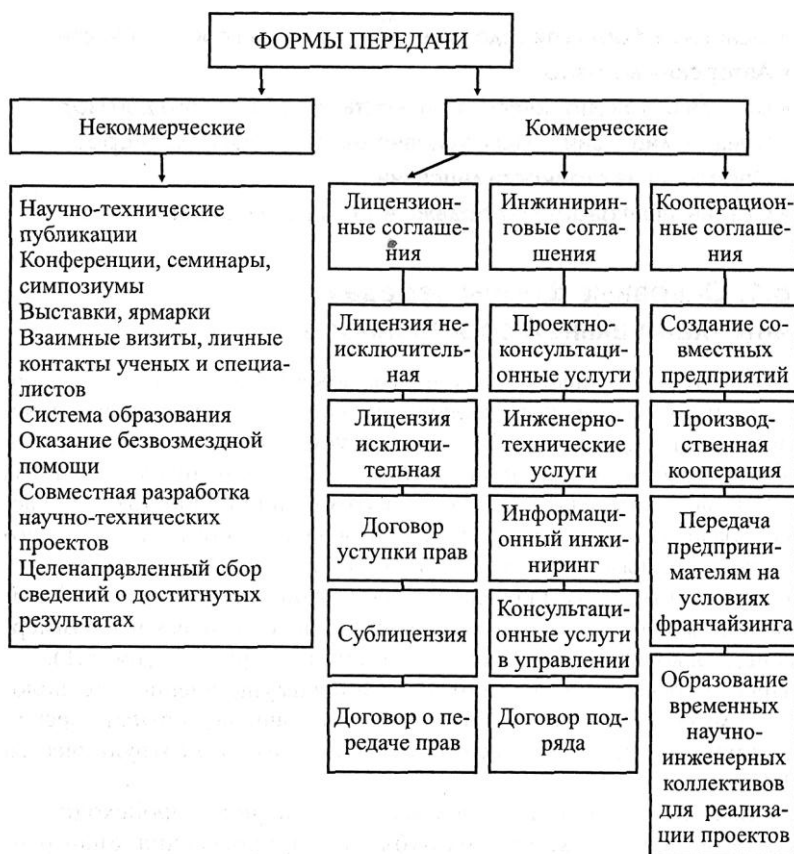 ФОРМЫ ПЕРЕДАЧИ
Некоммерческие
Коммерческие
Научно-технические
публикации
Конференции, семинары,
симпозиумы
Выставки, ярмарки
Взаимные визиты, личные
контакты ученых и специа-
листов
Система образования
Оказание безвозмездной
помощи
Совместная разработка
научно-технических
проектов
Целенаправленный сбор
сведений о достигнутых
результатах
Лицензион-
ные соглаше-
ния
Лицензия не-
исключитель-
ная
Лицензия
исключи-
тельная
Договор
уступки прав
Сублицензия
Договор о пе-
редаче прав
Инжинирин-
говые согла-
шения
Проектно-
консультаци-
онные услуги
Инженерно-
технические
услуги
Информаци-
онный инжи-
ниринг
Консультаци-
онные услуги
в управлении
Договор под-
ряда
Кооперацион-
ные соглаше-
ния
Создание со-
вместных
предприятий
Производ-
ственная
кооперация
Передача
предприни-
мателям на
условиях
франчайзинга
Образование
временных
научно-
инженерных
коллективов
для реализа-
ции проектов